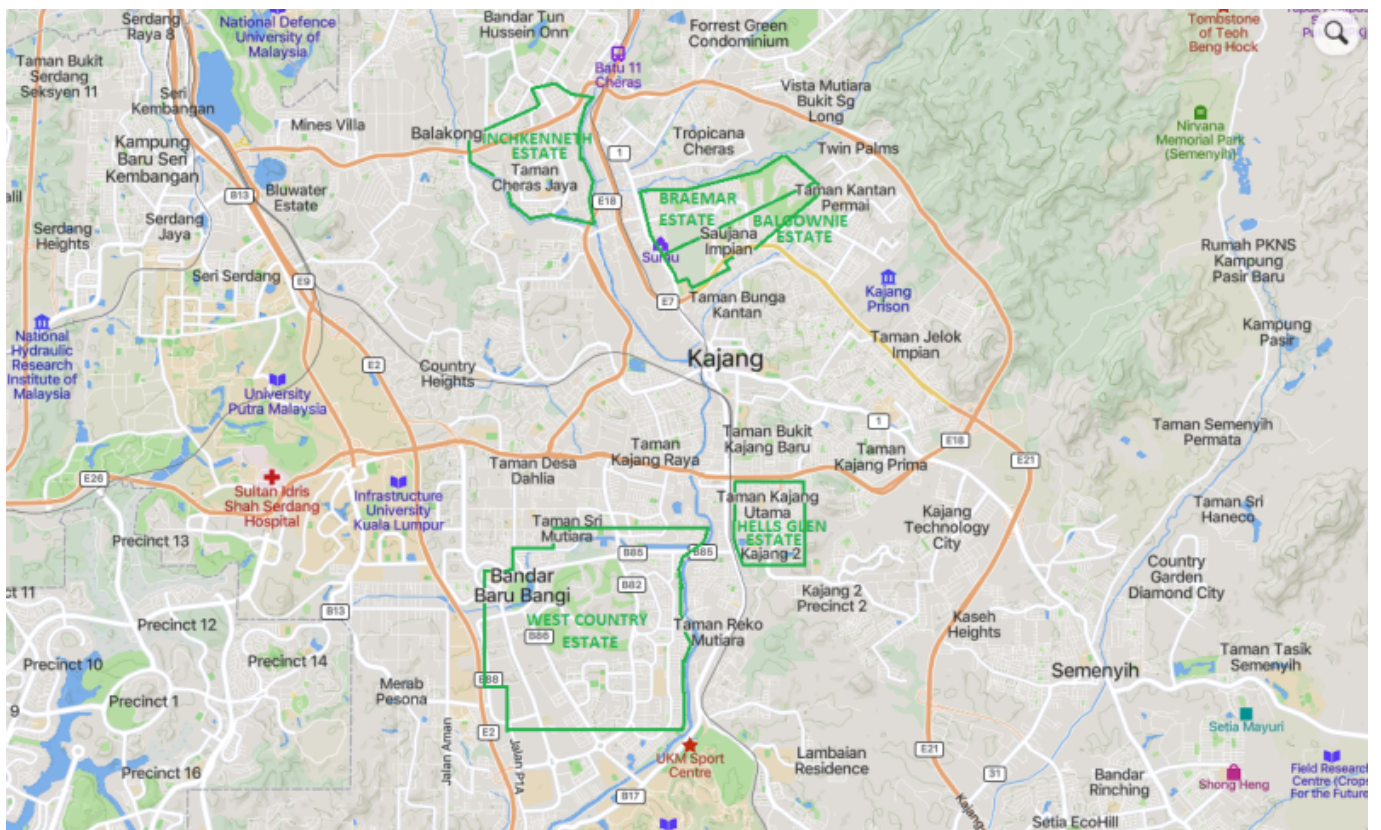 Serdang
Raya 8
National Defence
University of
Malaysia
Bandar Tun
Hussein Onn
Forrest Green
Condominium
Tombstone
of Teoh
Beng Hock
Taman Bukit
Serdang
Seksyen 11
Batu 11
Cheras
Seri
Kembangan
Vista Mutiara
Bukit Sg
Long
Mines Villa
Balakong
INCHKENNETH
ESTATE
Tropicana
Cheras
Twin Palms
Nirvana
Memorial Park
(Semenyih)
Kampung
Baru Seri
Kembangan
1
Taman
Cheras Jaya
B13
Bluwater
Estate
E18
BRAEMAR
ESTATE
Taman Kantan
Permai
BALGOWNIE
ESTATE
Serdang
Jaya
Serdang
Heights
Saujana
Impian
Rumah PKNS
Kampung
Pasir Baru
Seri Serdang
E9
E7
Taman Bunga
Kantan
Kajang
Prison
National
Hydraulic
Research
Institute of
Malaysia
Kampung
Pasir
Taman Jelok
Impian
E2
Country
Heights
Kajang
University
Putra Malaysia
1
Taman Semenyih
Permata
Taman
Kajang Raya
Taman Bukit
Kajang Baru
Taman
Kajang Prima
E18
E21
E26
Sultan Idris
Shah Serdang
Hospital
Infrastructure
University
Kuala Lumpur
Taman Desa
Dahlia
Taman Kajang
Utama
HELLS GLEN
ESTATE
Kajang 2
Kajang
Technology
City
Taman Sri
Haneco
Precinct 13
Taman Sri
Mutiara
B85
B85
Bandar
Baru Bangi
B82
Kajang 2
Precinct 2
Country
Garden
Diamond City
ct 11
B13
Precinct 12
WEST COUNTRY
ESTATE
B86
Taman Reko
Mutiara
Kaseh
Heights
Precinct 10
Precinct 14
Semenyih
Taman Tasik
Semenyih
Merab
Pesona
B88
9
Precinct 1
Setia Mayuri
E2
Jalan Aman
Jalan P1A
UKM Sport
Centre
Lambaian
Residence
E21
Precinct 16
31
Bandar
Rinching
Shong Heng
Field Research
Centre (Crops
For the Future
B17
Kajang-
Setia EcoHill